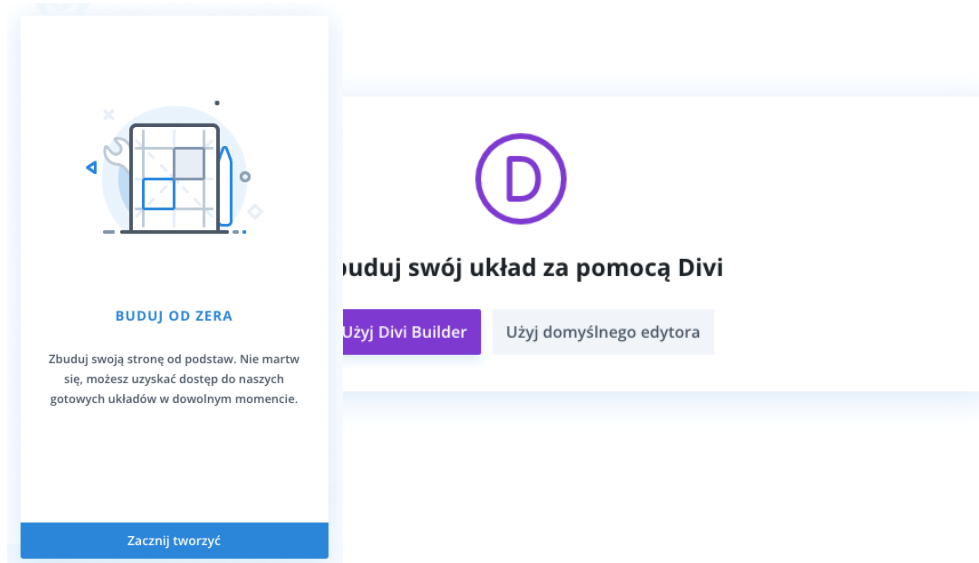 BUDUJ OD ZERA
Zbuduj swoją stronę od podstaw. Nie martw
się, możesz uzyskać dostęp do naszych
gotowych układów w dowolnym momencie.
Zacznij tworzyć
D
swój układ za pomocą Divi
Użyj Divi Builder
Użyj domyślnego edytora